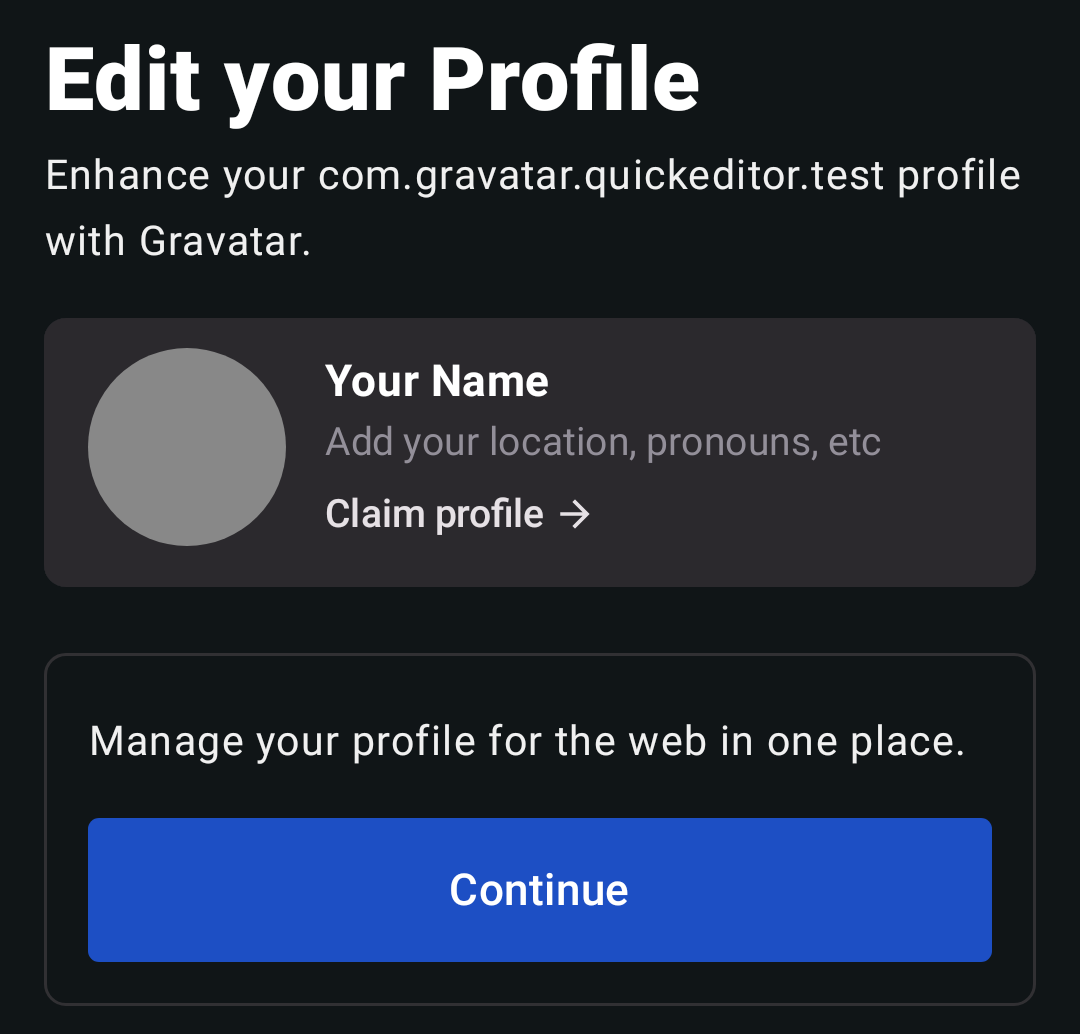 Edit your Profile
Enhance your com.gravatar.quickeditor.test profile
with Gravatar.
Your Name
Add your location, pronouns, etc
Claim profile →
Manage your profile for the web in one place.
Continue